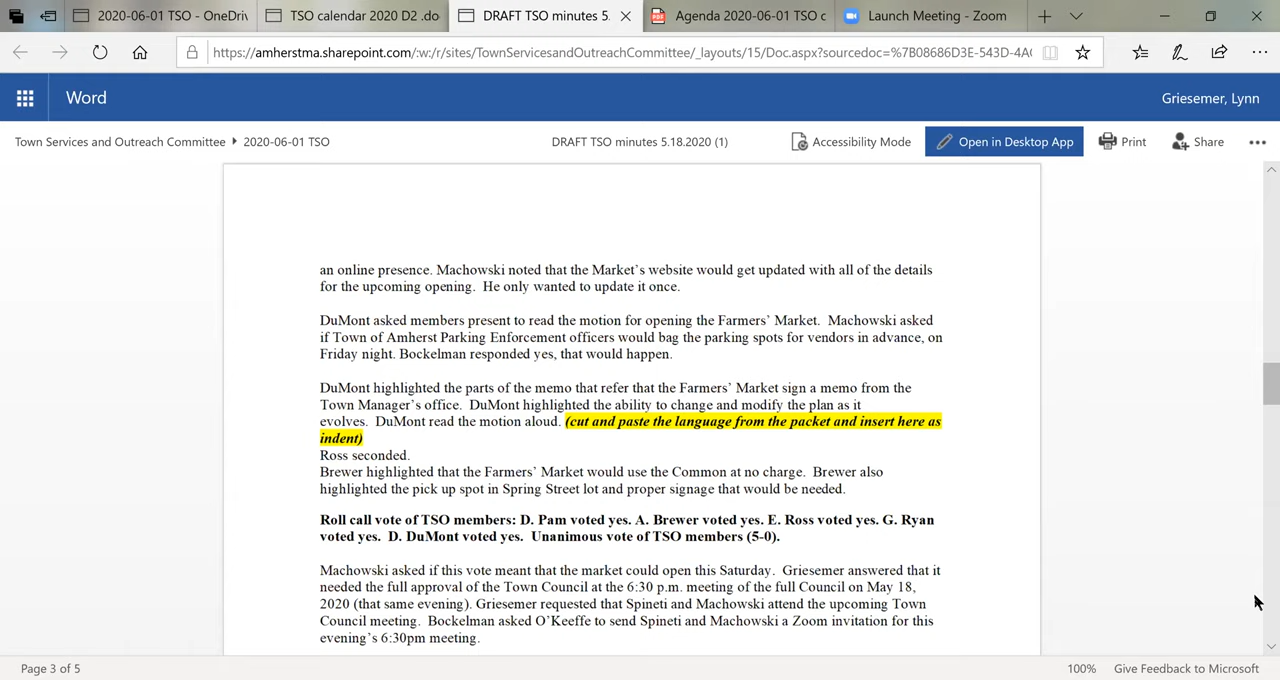 2020-06-01 TSO - OneDriv
TSO calendar 2020 D2 .do
DRAFT TSO minutes 5.
Agenda 2020-06-01 TSO c
Launch Meeting - Zoom
https://amherstma.sharepoint.com/:w:/r/sites/TownServicesandOutreachCommittee/_layouts/15/Doc.aspx?sourcedoc=%7B08686D3E-543D-4A
Word
Griesemer, Lynn
Town Services and Outreach Committee
2020-06-01 TSO
DRAFT TSO minutes 5.18.2020 (1)
Accessibility Mode
Open in Desktop App
Print
Share
an online presence. Machowski noted that the Market's website would get updated with all of the details
for the upcoming opening.  He only wanted to update it once.
DuMont asked members present to read the motion for opening the Farmers' Market.  Machowski asked
if Town of Amherst Parking Enforcement officers would bag the parking spots for vendors in advance, on
Friday night. Bockelman responded yes, that would happen.
DuMont highlighted the parts of the memo that refer that the Farmers' Market sign a memo from the
Town Manager's office.  DuMont highlighted the ability to change and modify the plan as it
evolves.  DuMont read the motion aloud. (cut and paste the language from the packet and insert here as
indent)
Ross seconded.
Brewer highlighted that the Farmers' Market would use the Common at no charge.  Brewer also
highlighted the pick up spot in Spring Street lot and proper signage that would be needed.
Roll call vote of TSO members: D. Pam voted yes. A. Brewer voted yes. E. Ross voted yes. G. Ryan
voted yes.  D. DuMont voted yes.  Unanimous vote of TSO members (5-0).
Machowski asked if this vote meant that the market could open this Saturday.  Griesemer answered that it
needed the full approval of the Town Council at the 6:30 p.m. meeting of the full Council on May 18,
2020 (that same evening). Griesemer requested that Spineti and Machowski attend the upcoming Town
Council meeting.  Bockelman asked O'Keeffe to send Spineti and Machowski a Zoom invitation for this
evening's 6:30pm meeting.
Page 3 of 5
100%
Give Feedback to Microsoft